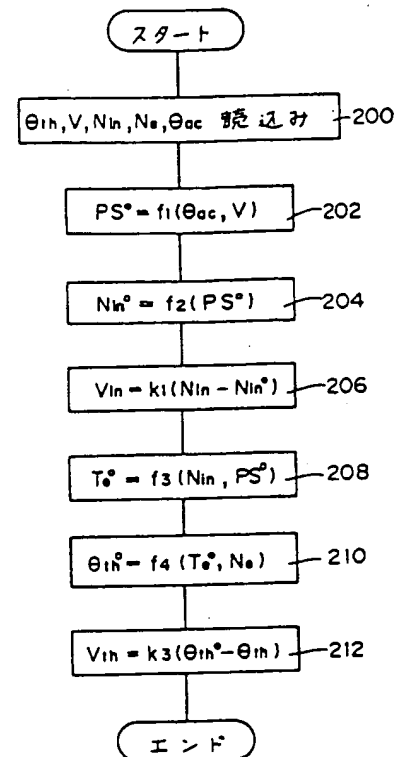 スタート
θth, V, Nin, Ne, θac 読込み 200
PS° = f1(θac, V) 202
Nin° = f2(PS°) 204
Vin = k1(Nin − Nin°) 206
Te° = f3(Nin, PS°) 208
θth° = f4(Te°, Ne) 210
Vth = k3(θth° − θth) 212
エンド